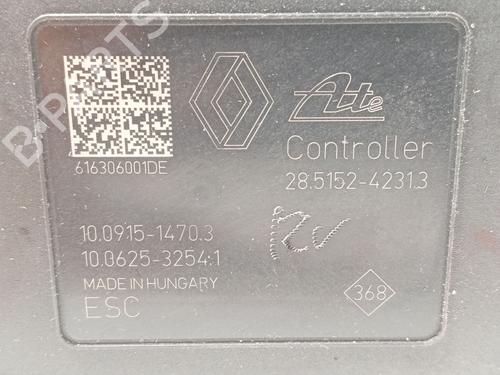 B-PARTS
616306001DE
Ate
Controller
28.5152-4231.3
10.0915-1470.3
10.0625-3254.1
MADE IN HUNGARY
ESC
368